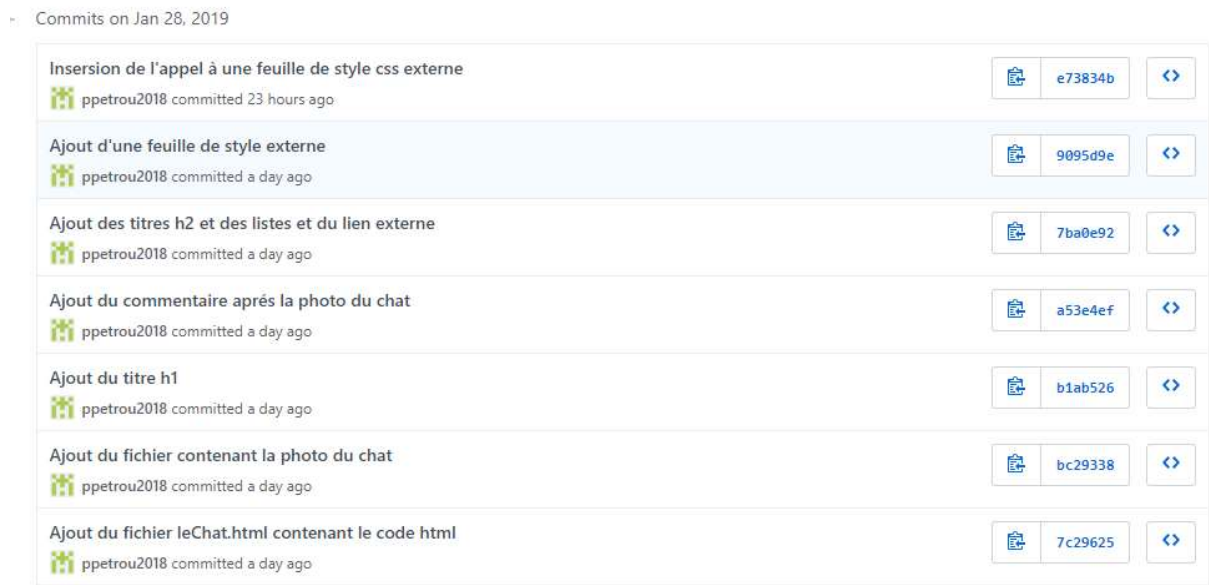 Commits on Jan 28, 2019
Insersion de l'appel à une feuille de style css externe
e73834b
ppetrou2018 committed 23 hours ago
Ajout d'une feuille de style externe
9095d9e
ppetrou2018 committed a day ago
Ajout des titres h2 et des listes et du lien externe
7ba0e92
ppetrou2018 committed a day ago
Ajout du commentaire aprés la photo du chat
a53e4ef
ppetrou2018 committed a day ago
Ajout du titre h1
b1ab526
ppetrou2018 committed a day ago
Ajout du fichier contenant la photo du chat
bc29338
ppetrou2018 committed a day ago
Ajout du fichier leChat.html contenant le code html
7c29625
ppetrou2018 committed a day ago